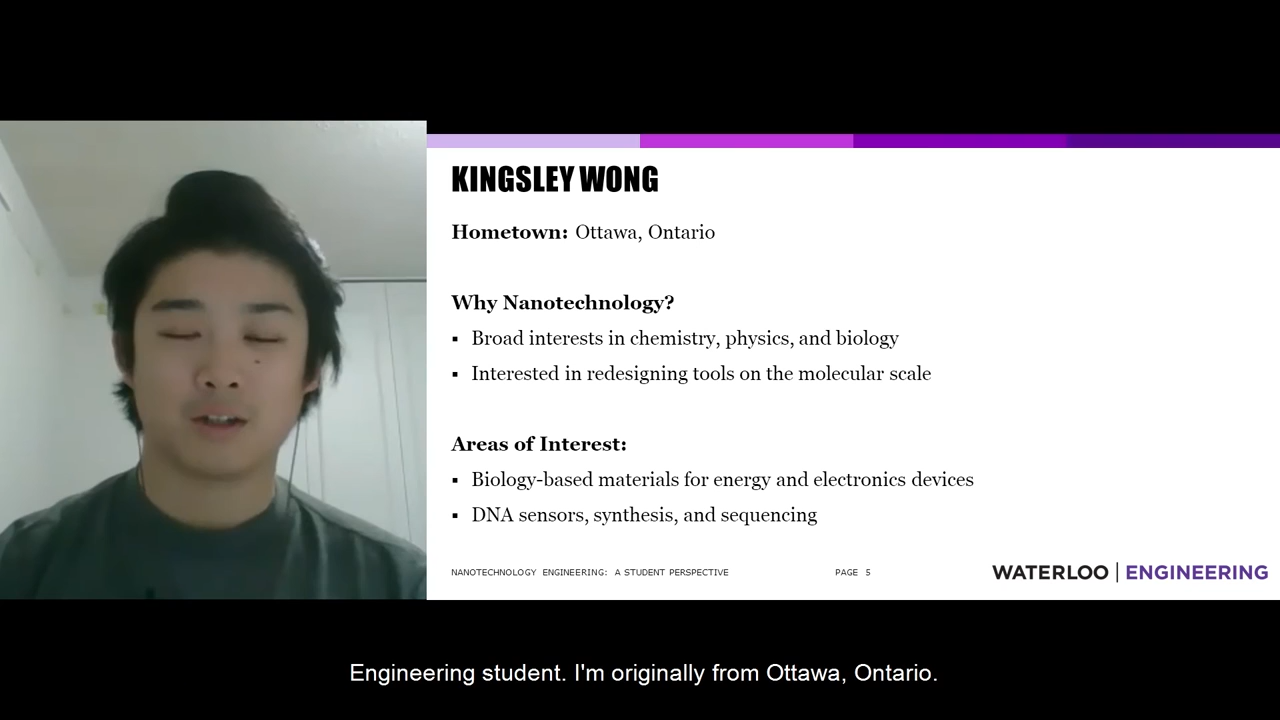 KINGSLEY WONG
Hometown: Ottawa, Ontario
Why Nanotechnology?
▪ Broad interests in chemistry, physics, and biology
▪ Interested in redesigning tools on the molecular scale
Areas of Interest:
▪ Biology-based materials for energy and electronics devices
▪ DNA sensors, synthesis, and sequencing
NANOTECHNOLOGY ENGINEERING: A STUDENT PERSPECTIVE PAGE 5 WATERLOO | ENGINEERING
Engineering student. I'm originally from Ottawa, Ontario.